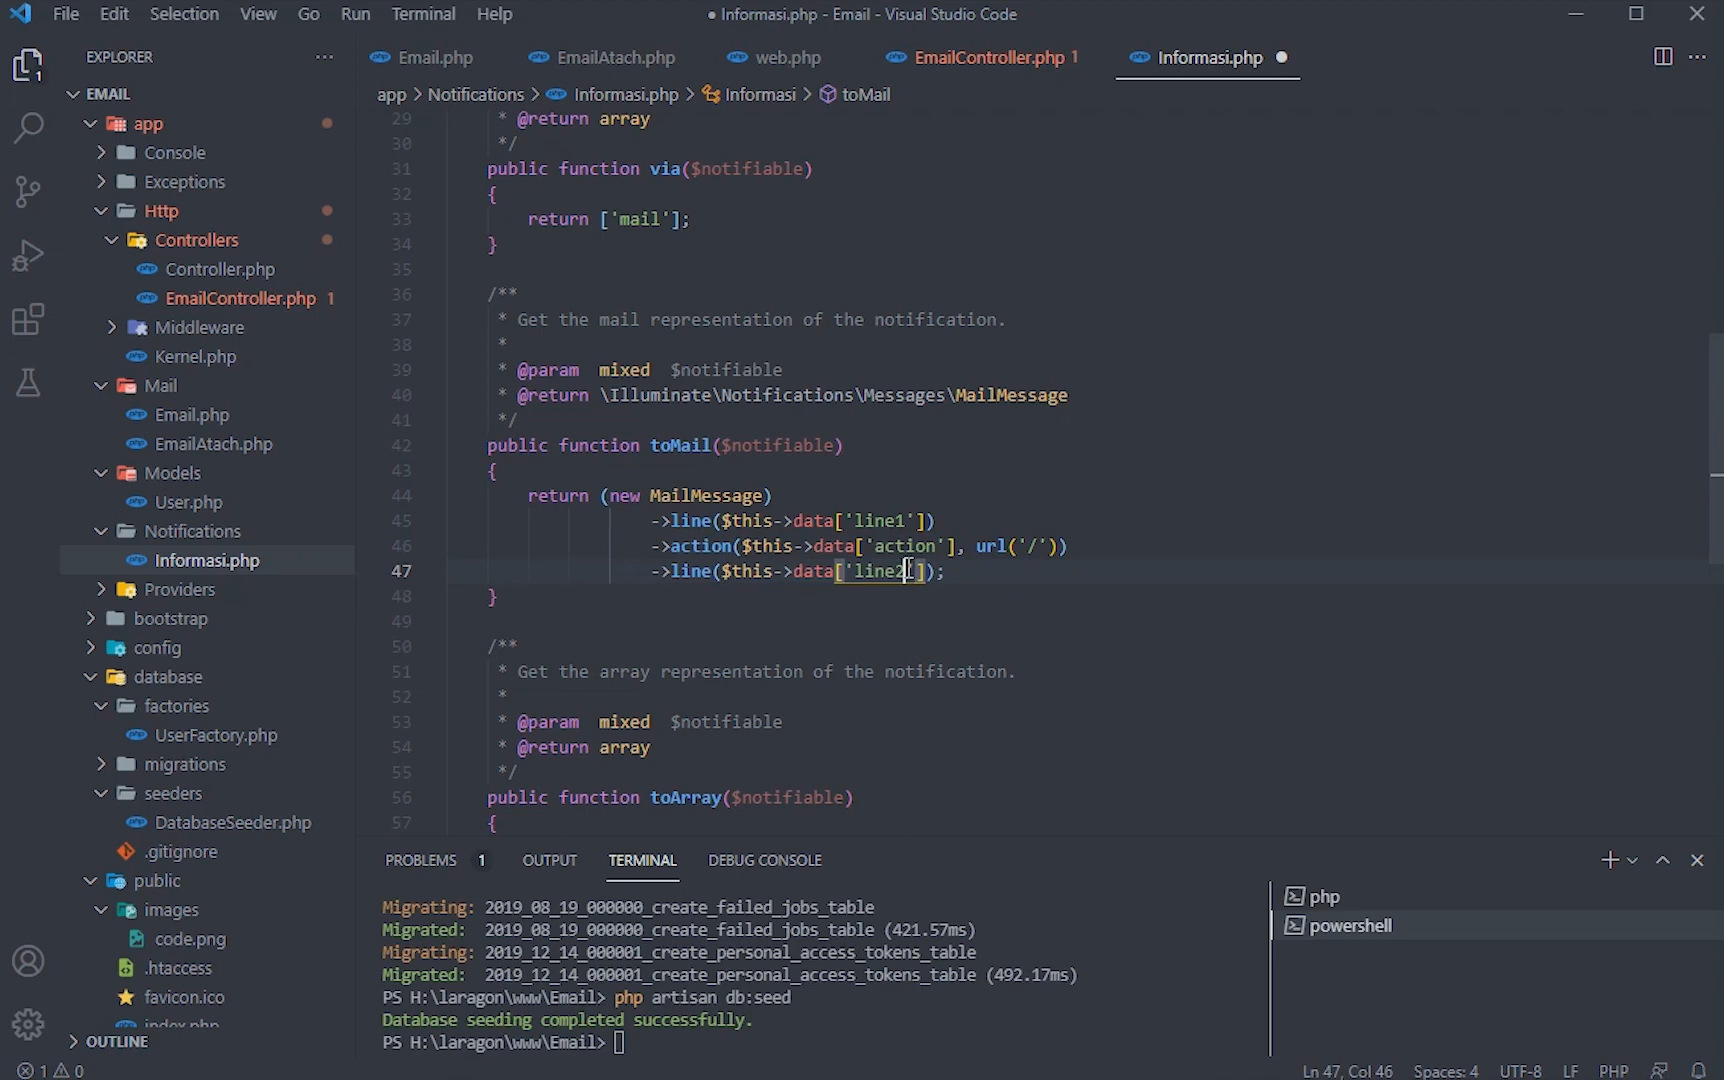 File Edit Selection View Go Run Terminal Help
● Informasi.php - Email - Visual Studio Code
EXPLORER
Email.php EmailAtach.php web.php EmailController.php 1 Informasi.php
app > Notifications > Informasi.php > Informasi > toMail
1
EMAIL
app
Console
Exceptions
Http
Controllers
Controller.php
EmailController.php 1
Middleware
Kernel.php
Mail
Email.php
EmailAtach.php
Models
User.php
Notifications
Informasi.php
Providers
bootstrap
config
database
factories
UserFactory.php
migrations
seeders
DatabaseSeeder.php
.gitignore
public
images
code.png
.htaccess
favicon.ico
index.php
OUTLINE
29 * @return array
30 */
31 public function via($notifiable)
32 {
33 return ['mail'];
34 }
35
36 /**
37 * Get the mail representation of the notification.
38 *
39 * @param mixed $notifiable
40 * @return \Illuminate\Notifications\Messages\MailMessage
41 */
42 public function toMail($notifiable)
43 {
44 return (new MailMessage)
45 ->line($this->data['line1'])
46 ->action($this->data['action'], url('/'))
47 ->line($this->data['line2']);
48 }
49
50 /**
51 * Get the array representation of the notification.
52 *
53 * @param mixed $notifiable
54 * @return array
55 */
56 public function toArray($notifiable)
57 {
PROBLEMS 1 OUTPUT TERMINAL DEBUG CONSOLE
Migrating: 2019_08_19_000000_create_failed_jobs_table
Migrated: 2019_08_19_000000_create_failed_jobs_table (421.57ms)
Migrating: 2019_12_14_000001_create_personal_access_tokens_table
Migrated: 2019_12_14_000001_create_personal_access_tokens_table (492.17ms)
PS H:\laragon\www\Email> php artisan db:seed
Database seeding completed successfully.
PS H:\laragon\www\Email>
php
powershell
1 0
Ln 47, Col 46 Spaces: 4 UTF-8 LF PHP